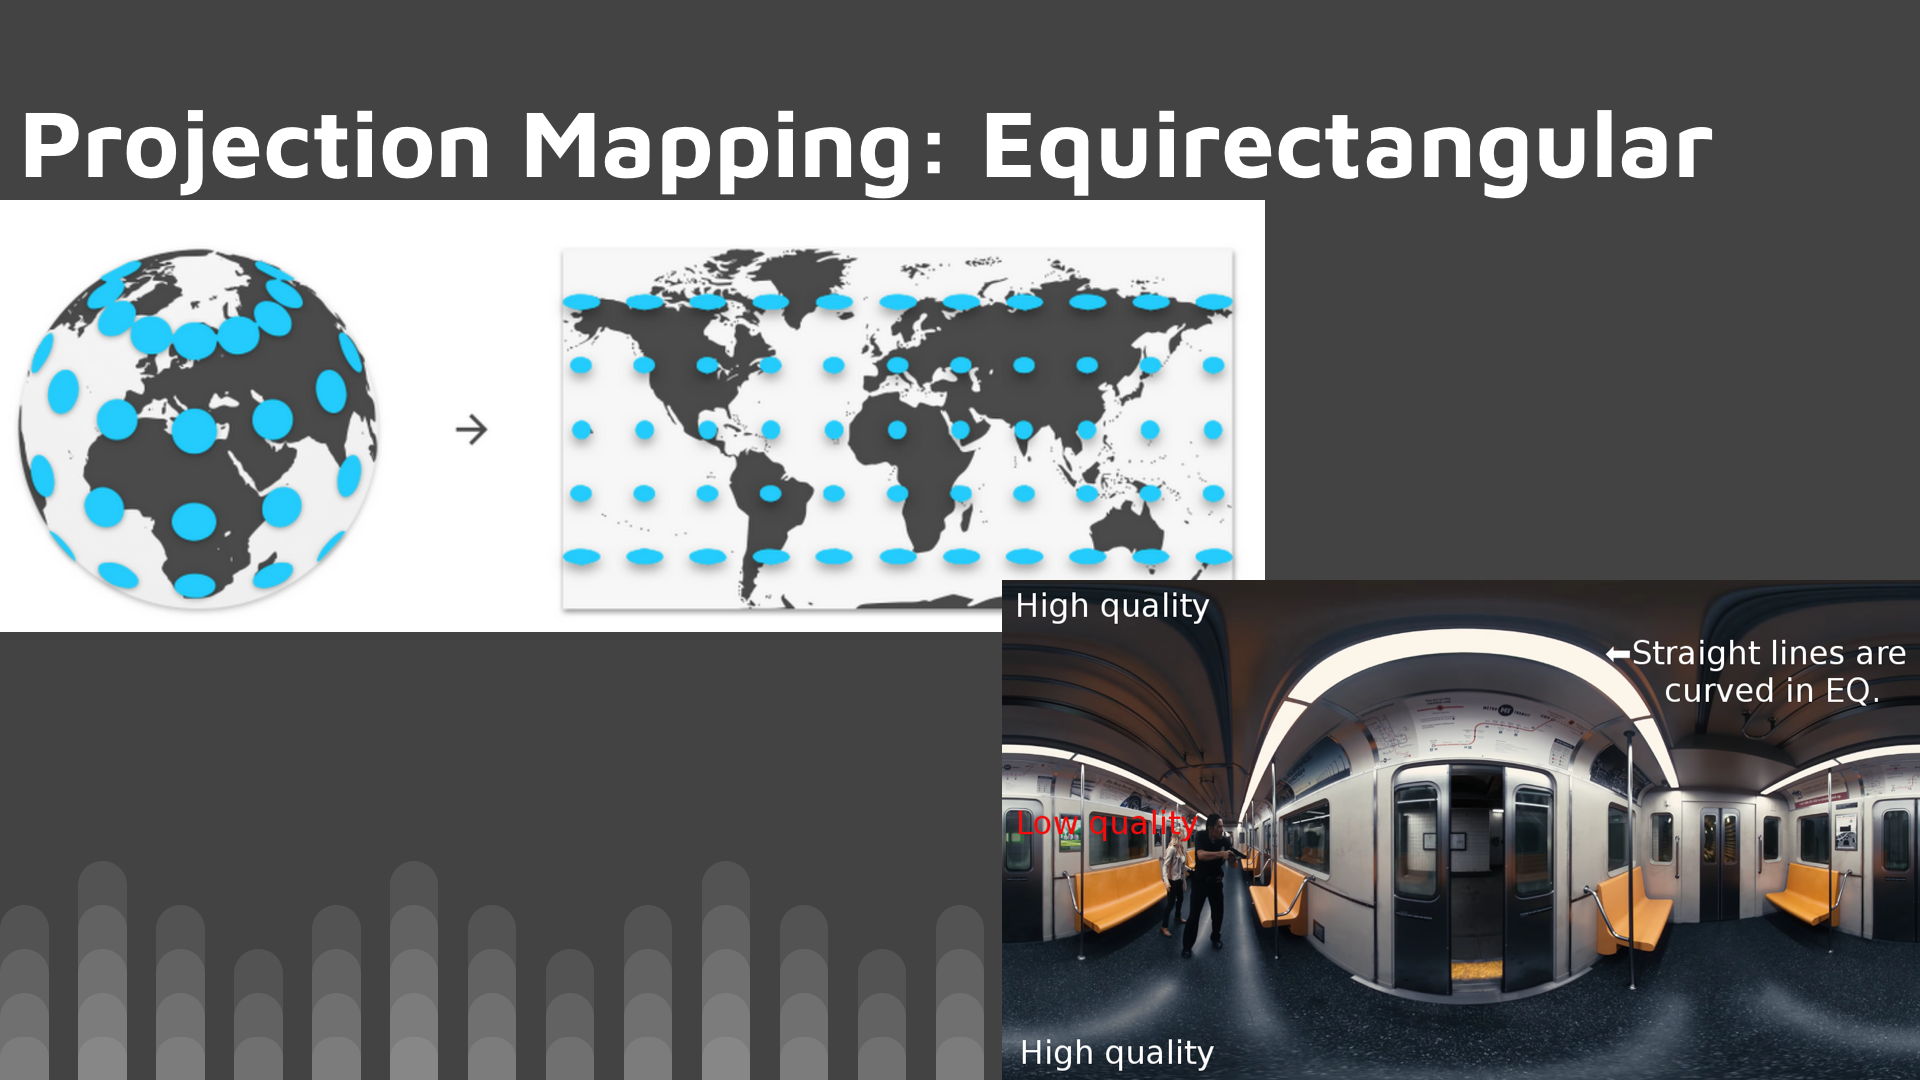 Projection Mapping: Equirectangular
High quality
⬅Straight lines are
curved in EQ.
Low quality
High quality